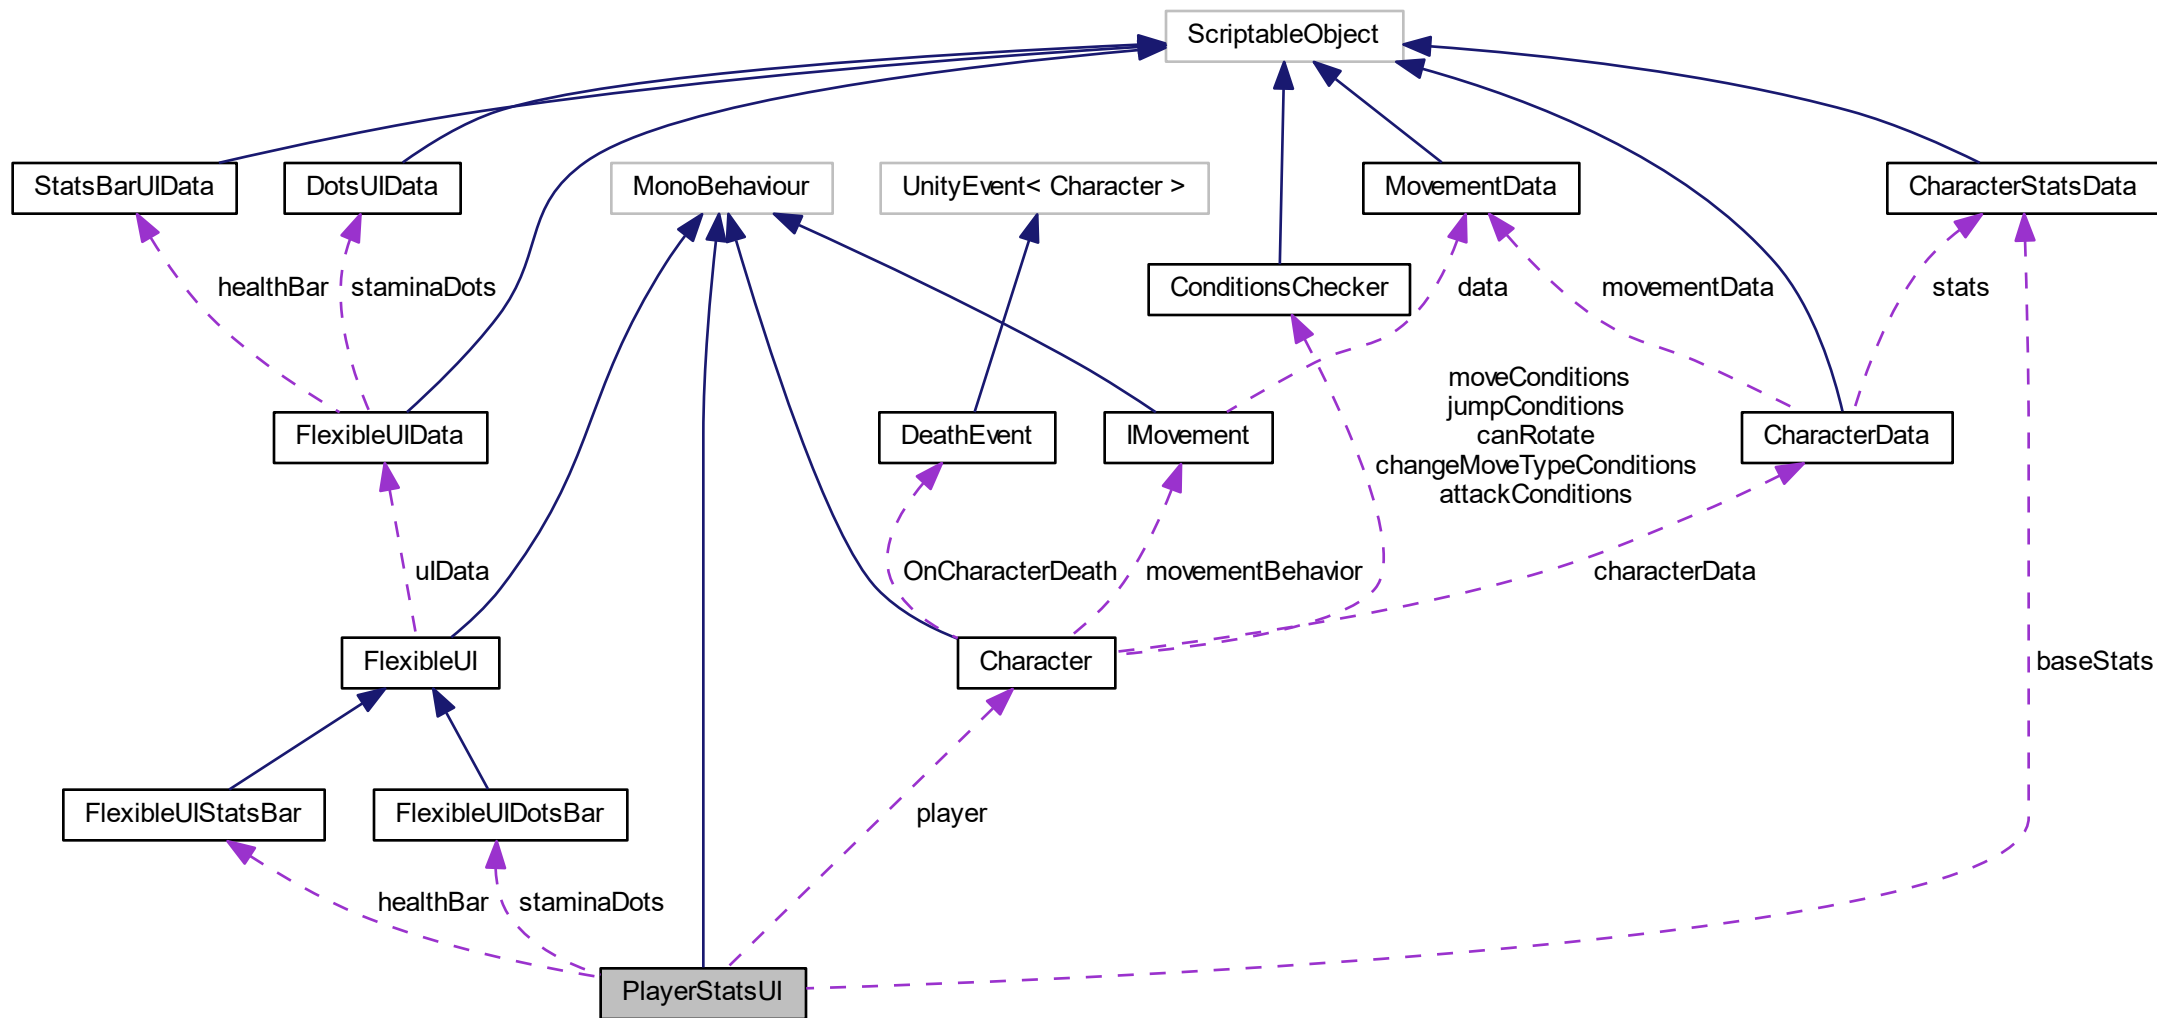 ScriptableObject
StatsBarUIData
DotsUIData
MonoBehaviour
UnityEvent< Character >
MovementData
CharacterStatsData
healthBar
staminaDots
ConditionsChecker
data
movementData
stats
FlexibleUIData
DeathEvent
IMovement
moveConditions
jumpConditions
canRotate
changeMoveTypeConditions
attackConditions
CharacterData
uIData
OnCharacterDeath
movementBehavior
characterData
FlexibleUI
Character
baseStats
FlexibleUIStatsBar
FlexibleUIDotsBar
player
healthBar
staminaDots
PlayerStatsUI